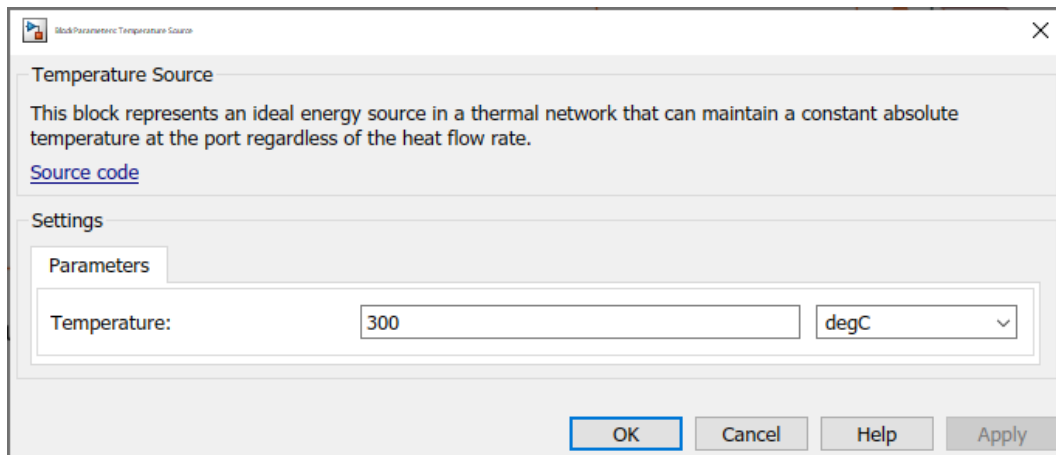 Block Parameters: Temperature Source
Temperature Source
This block represents an ideal energy source in a thermal network that can maintain a constant absolute
temperature at the port regardless of the heat flow rate.
Source code
Settings
Parameters
Temperature: 300 degC
OK Cancel Help Apply